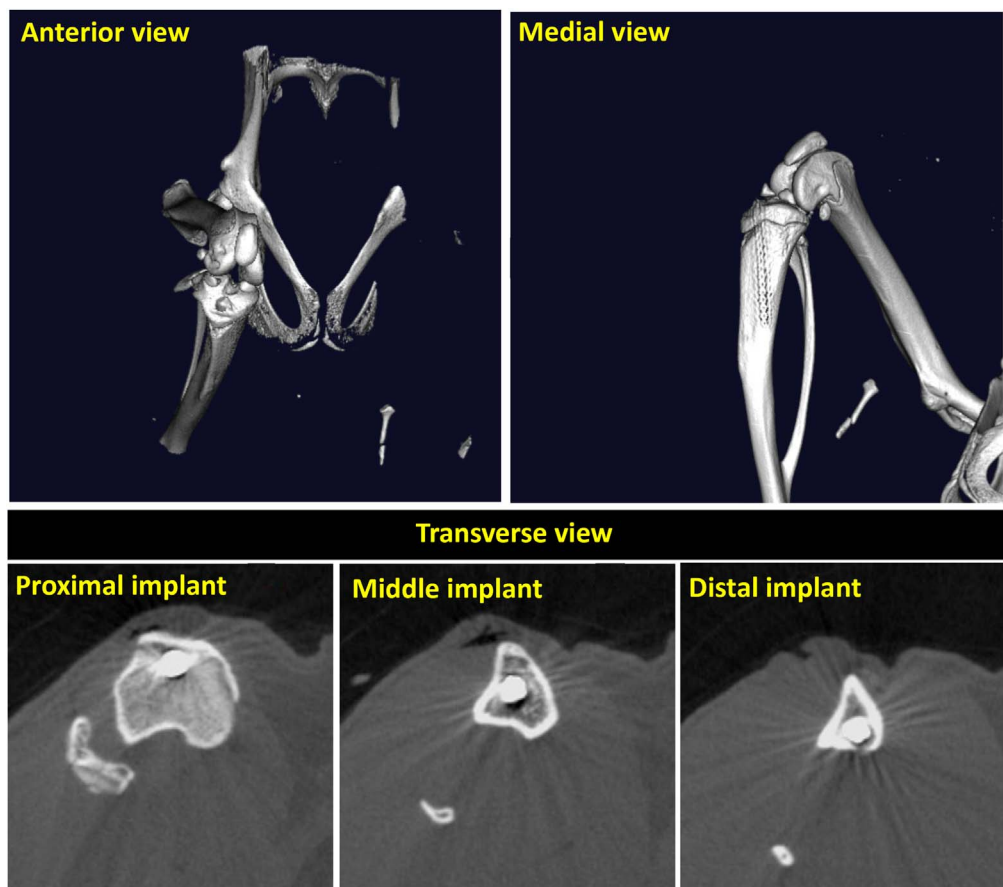 Anterior view
Medial view
Transverse view
Proximal implant
Middle implant
Distal implant